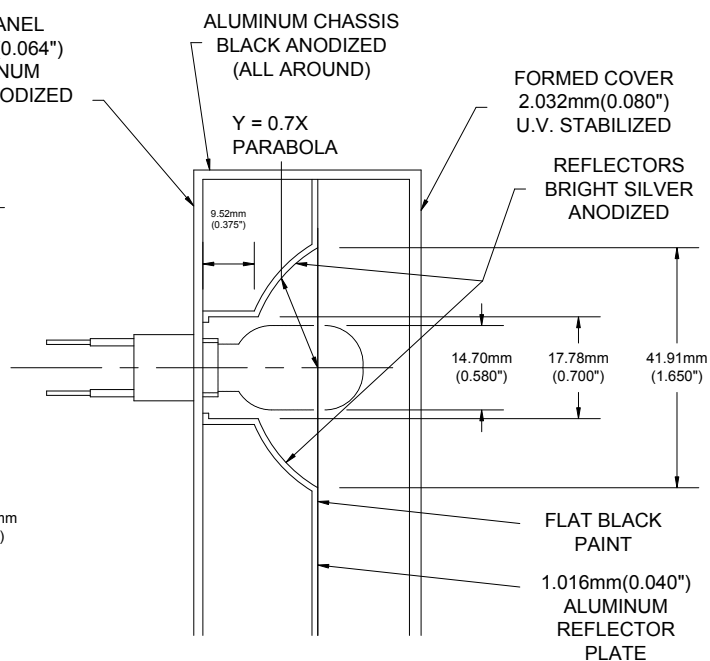 ANEL
0.064")
NUM
ODIZED
ALUMINUM CHASSIS
BLACK ANODIZED
(ALL AROUND)
Y = 0.7X
PARABOLA
FORMED COVER
2.032mm(0.080")
U.V. STABILIZED
REFLECTORS
BRIGHT SILVER
ANODIZED
9.52mm
(0.375")
14.70mm
(0.580")
17.78mm
(0.700")
41.91mm
(1.650")
mm
)
FLAT BLACK
PAINT
1.016mm(0.040")
ALUMINUM
REFLECTOR
PLATE